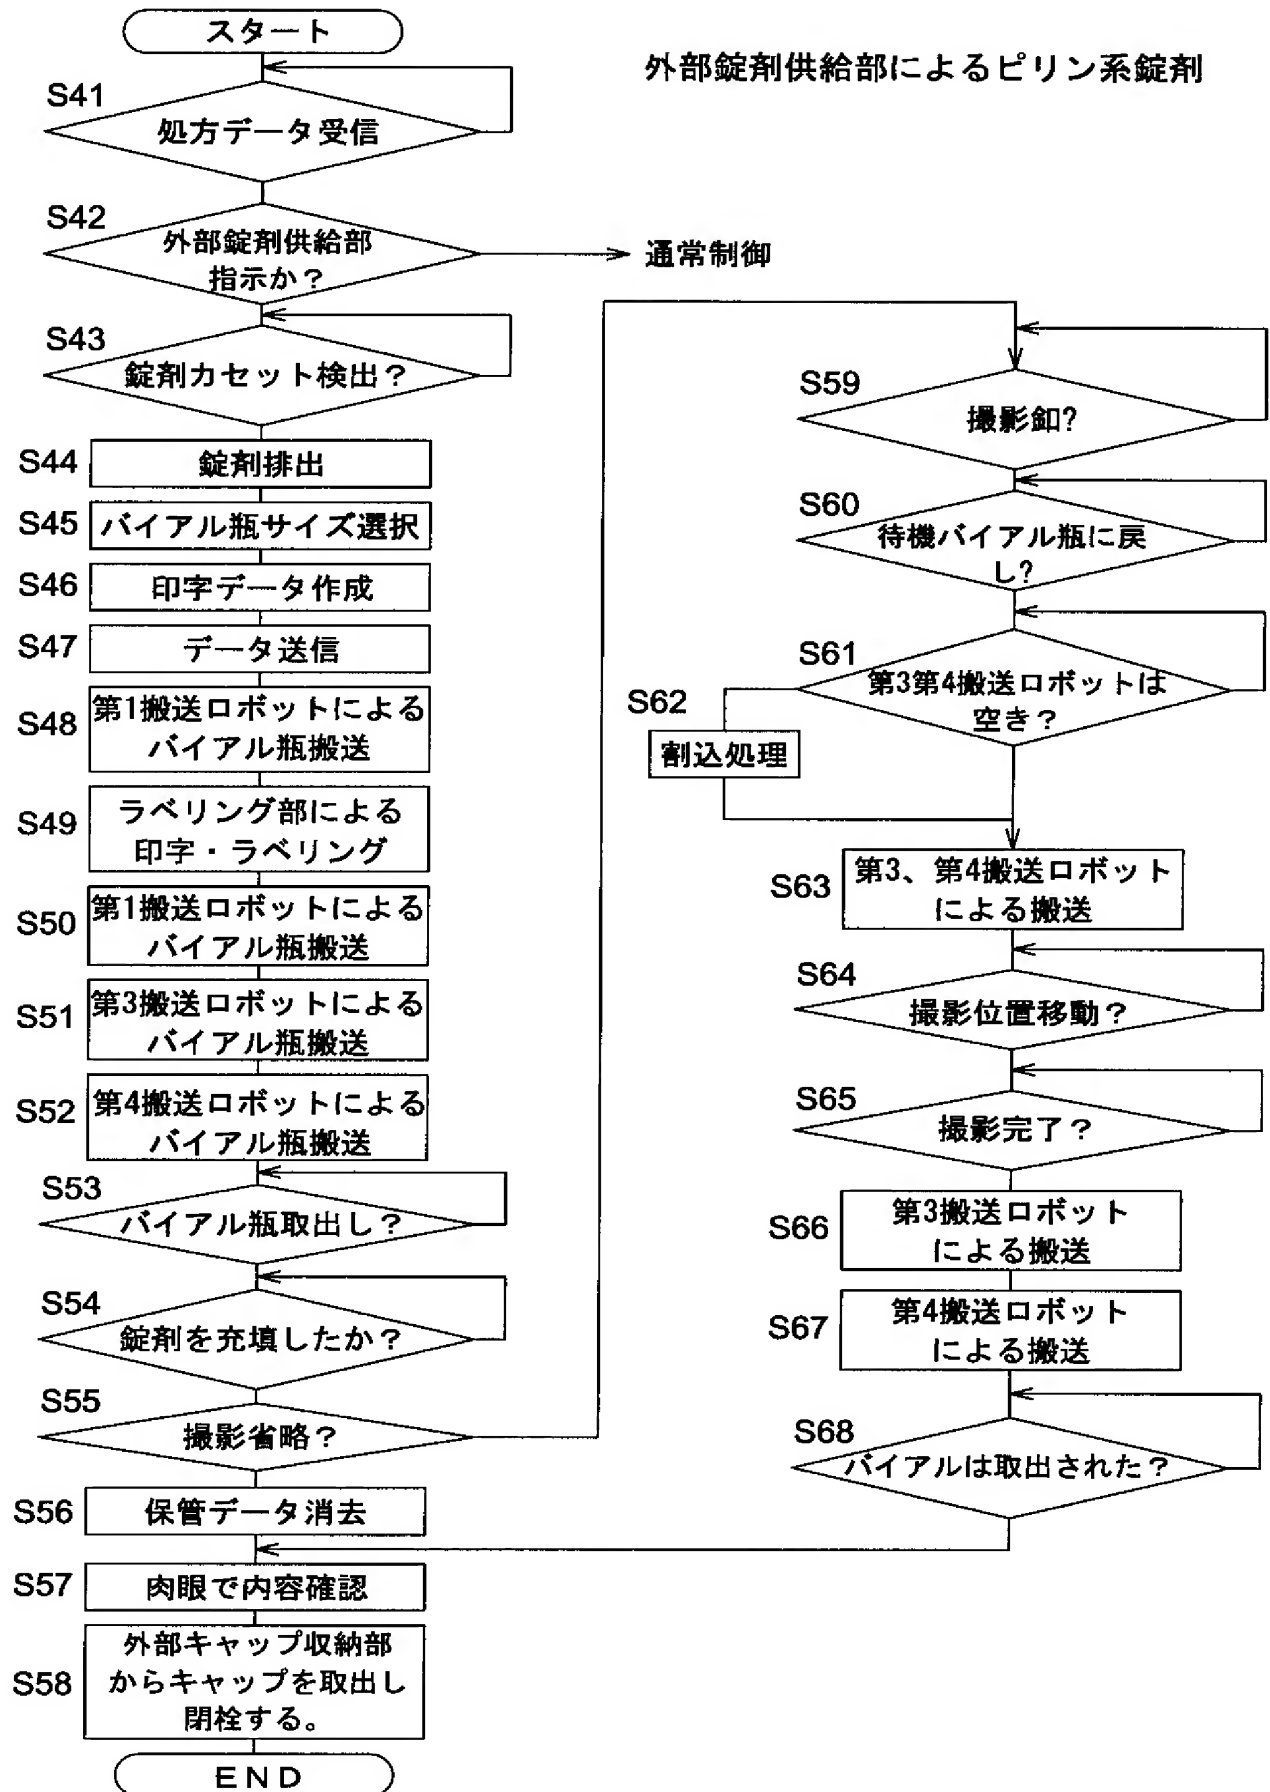 スタート
外部錠剤供給部によるピリン系錠剤
S41
処方データ受信
S42
外部錠剤供給部
指示か？
通常制御
S43
錠剤カセット検出？
S44
錠剤排出
S45
バイアル瓶サイズ選択
S46
印字データ作成
S47
データ送信
S48
第1搬送ロボットによる
バイアル瓶搬送
S49
ラベリング部による
印字・ラベリング
S50
第1搬送ロボットによる
バイアル瓶搬送
S51
第3搬送ロボットによる
バイアル瓶搬送
S52
第4搬送ロボットによる
バイアル瓶搬送
S53
バイアル瓶取出し？
S54
錠剤を充填したか？
S55
撮影省略？
S56
保管データ消去
S57
肉眼で内容確認
S58
外部キャップ収納部
からキャップを取出し
閉栓する。
END
S59
撮影釦?
S60
待機バイアル瓶に戻
し?
S61
第3第4搬送ロボットは
空き？
S62
割込処理
S63
第3、第4搬送ロボット
による搬送
S64
撮影位置移動？
S65
撮影完了？
S66
第3搬送ロボット
による搬送
S67
第4搬送ロボット
による搬送
S68
バイアルは取出された？